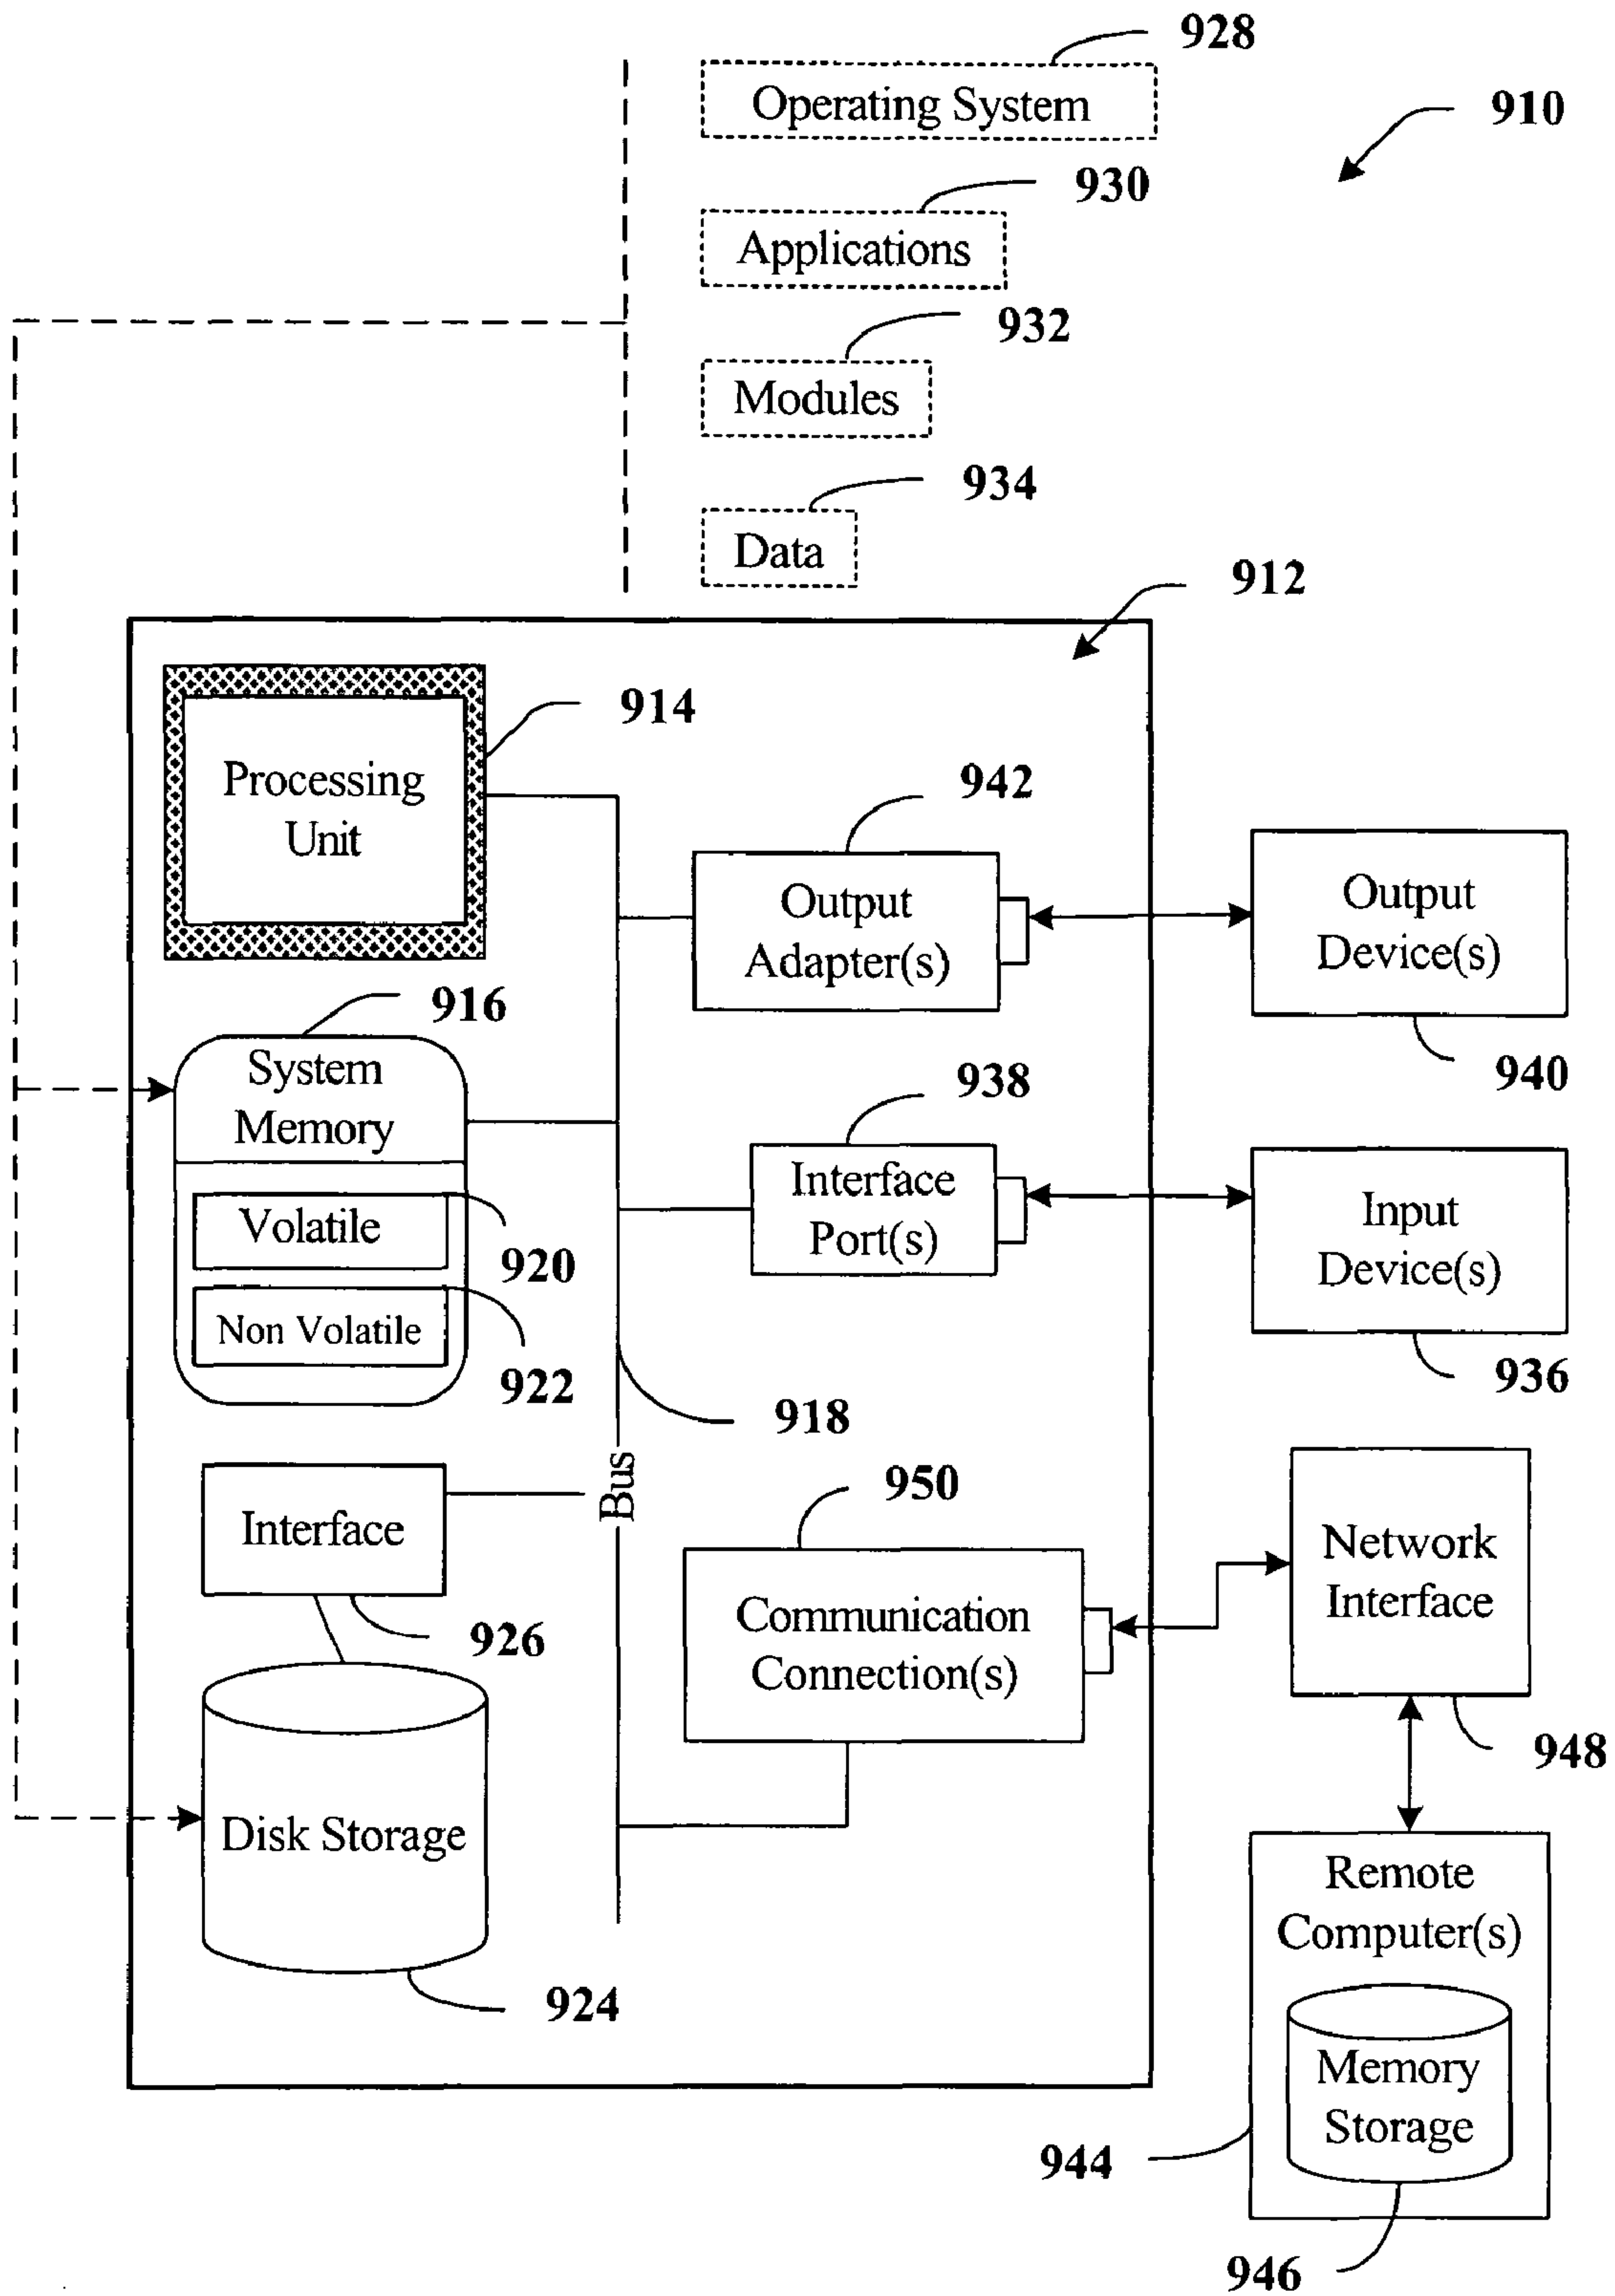 928
Operating System
910
930
Applications
932
Modules
934
Data
912
914
Processing
Unit
942
Output
Adapter(s)
Output
Device(s)
940
916
System
Memory
938
Interface
Port(s)
Input
Device(s)
936
Volatile
920
Non Volatile
922
918
Bus
Interface
926
950
Communication
Connection(s)
Network
Interface
948
Disk Storage
924
Remote
Computer(s)
Memory
Storage
944
946